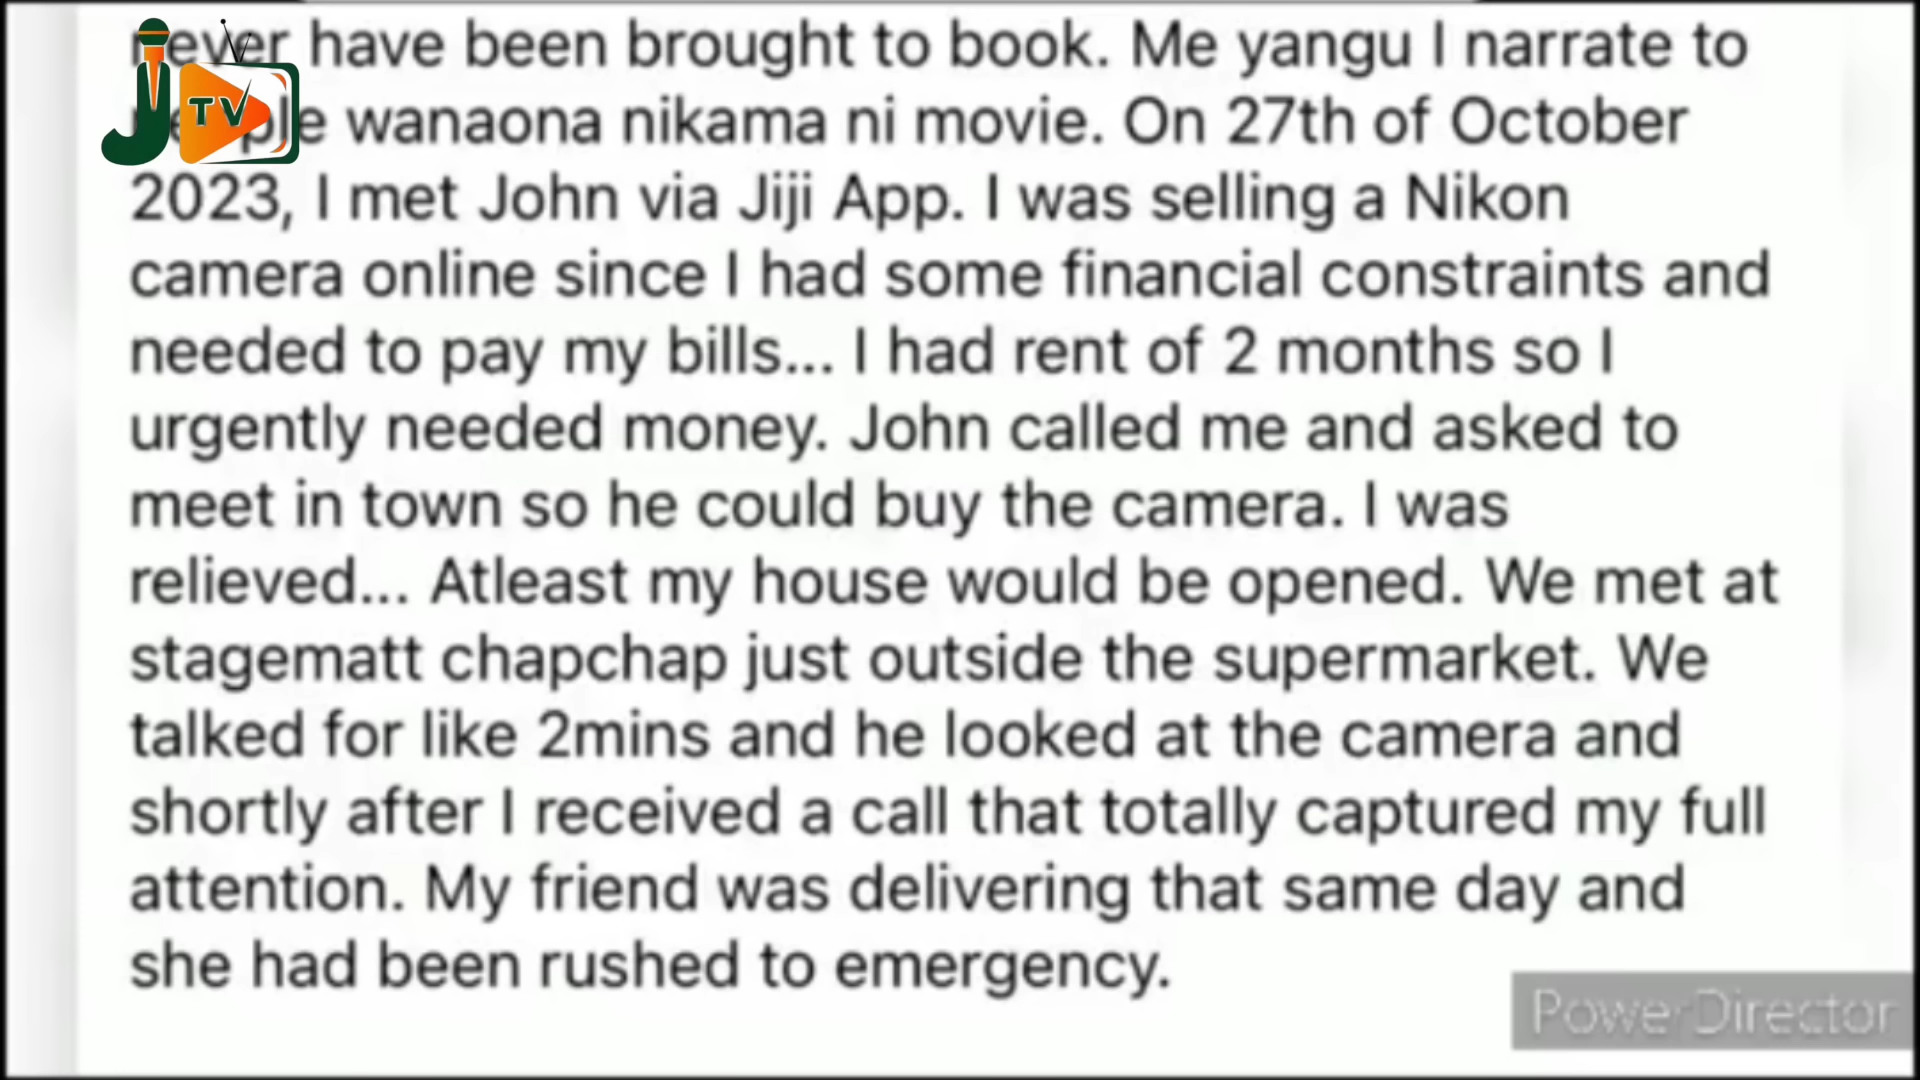 never have been brought to book. Me yangu I narrate to
people wanaona nikama ni movie. On 27th of October
2023, I met John via Jiji App. I was selling a Nikon
camera online since I had some financial constraints and
needed to pay my bills... I had rent of 2 months so I
urgently needed money. John called me and asked to
meet in town so he could buy the camera. I was
relieved... Atleast my house would be opened. We met at
stagematt chapchap just outside the supermarket. We
talked for like 2mins and he looked at the camera and
shortly after I received a call that totally captured my full
attention. My friend was delivering that same day and
she had been rushed to emergency.
J TV
PowerDirector